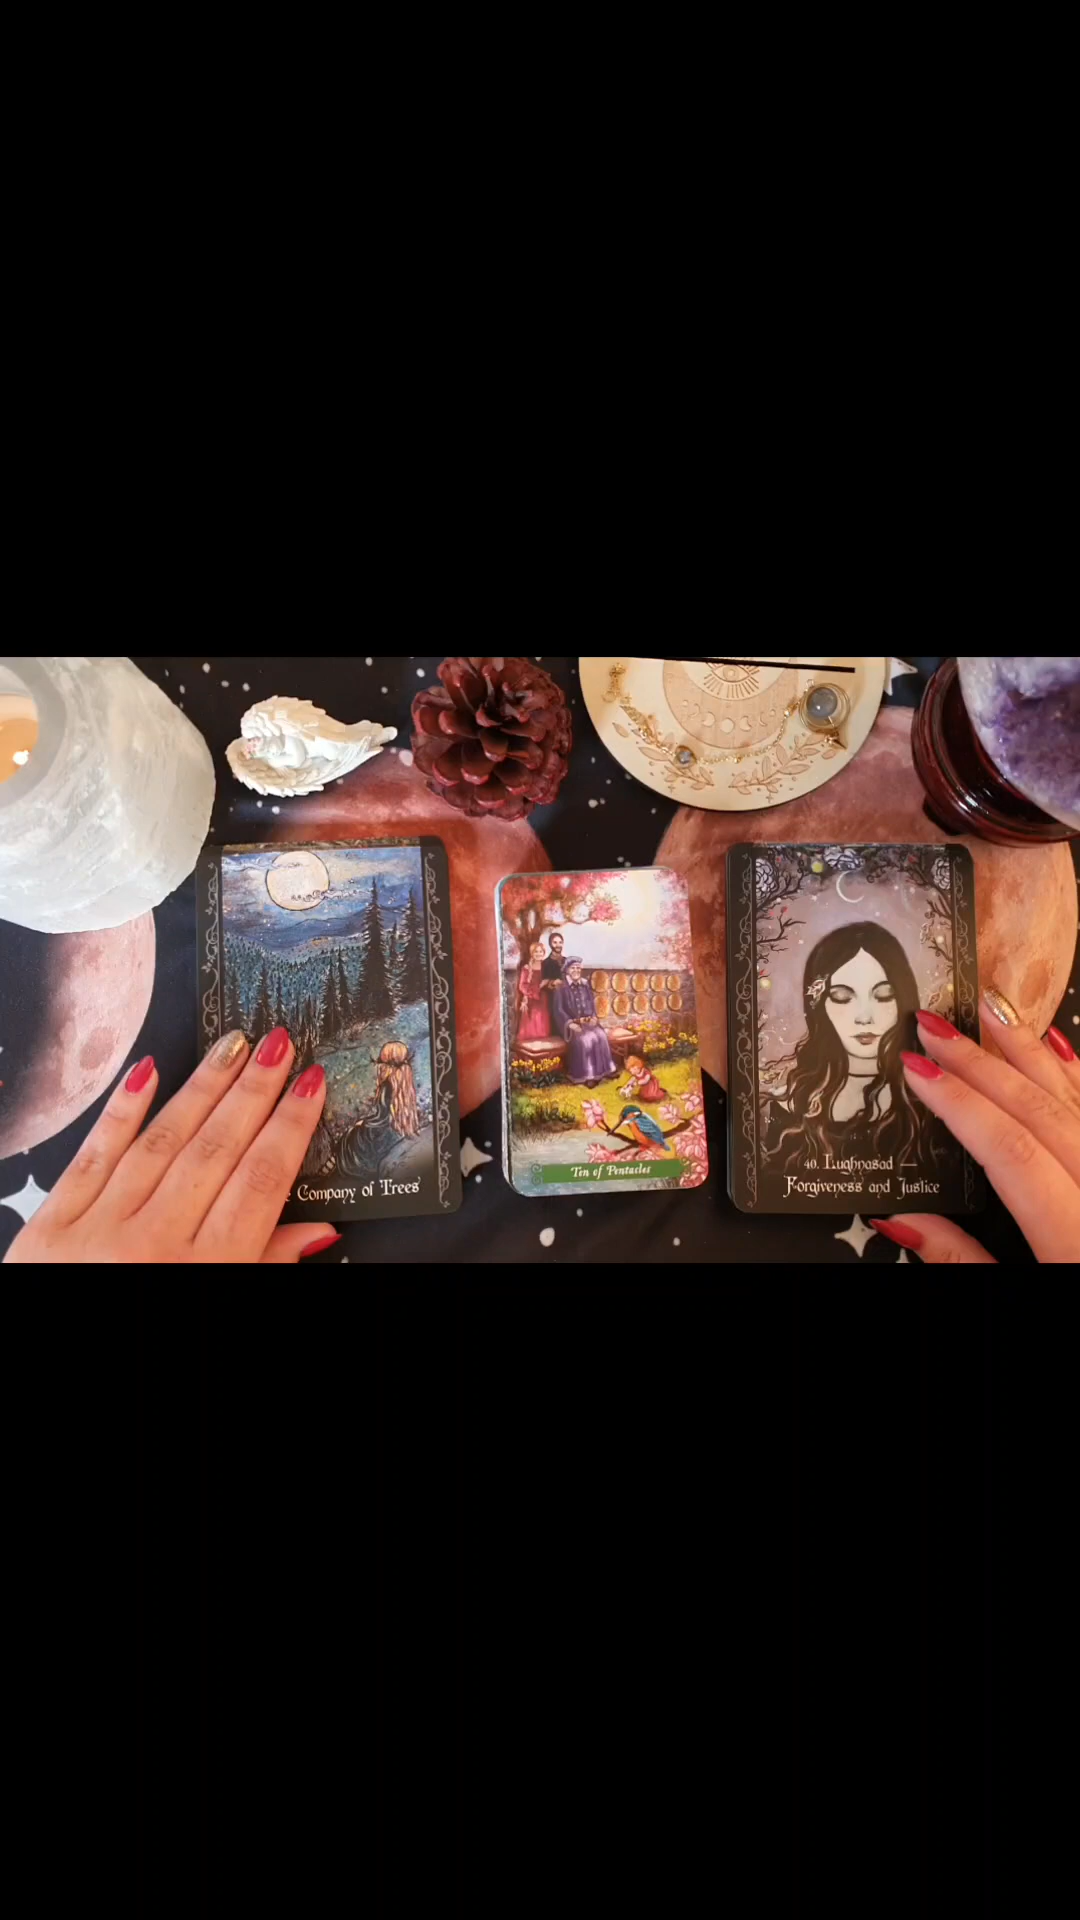 Company of Trees
Ten of Pentacles
40. Lughnasad —
Forgiveness and Justice